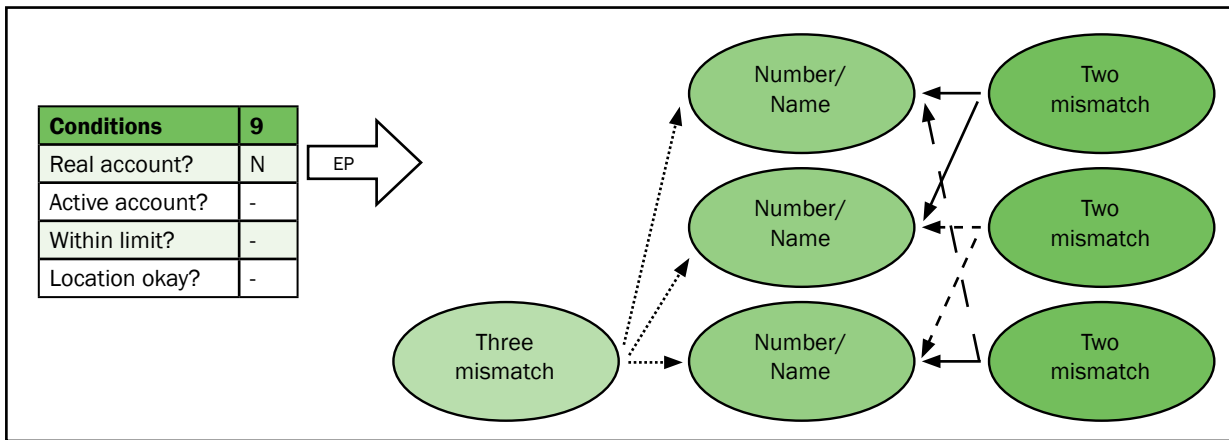 Conditions 9
Real account? N
Active account? -
Within limit? -
Location okay? -
EP
Number/
Name
Two
mismatch
Number/
Name
Two
mismatch
Three
mismatch
Number/
Name
Two
mismatch